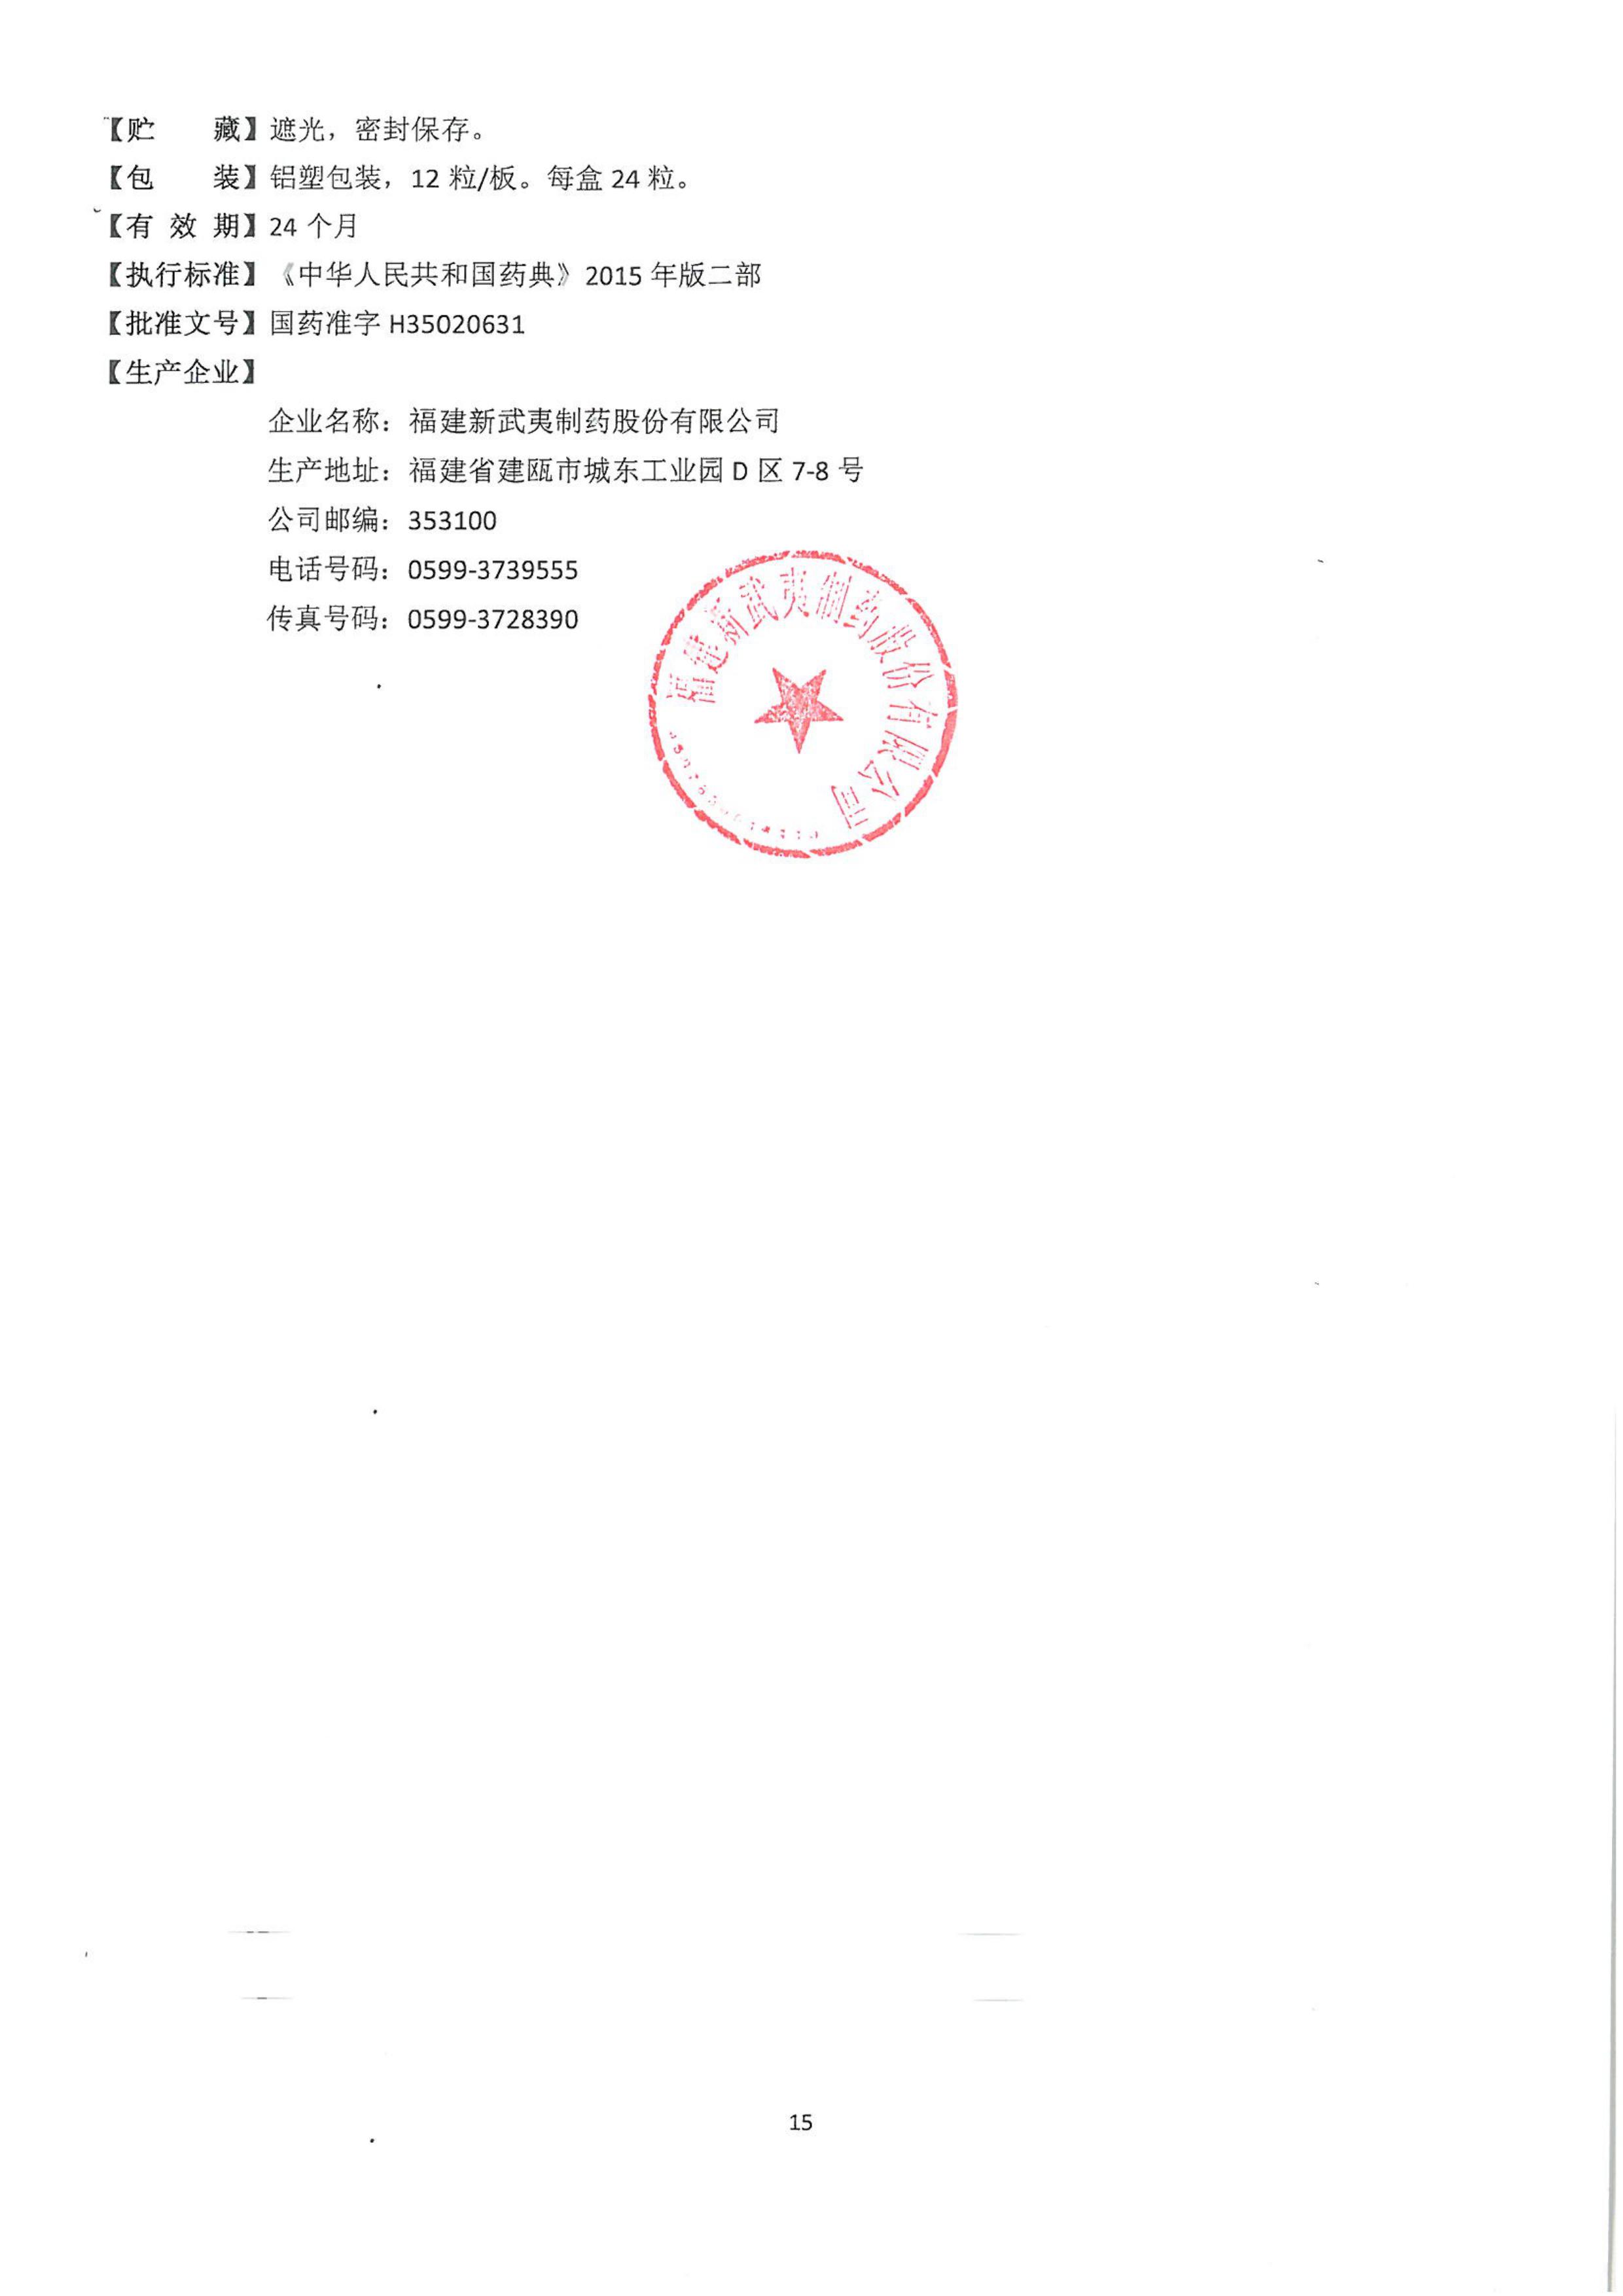 【贮 藏】遮光，密封保存。
【包 装】铝塑包装，12 粒/板。每盒 24 粒。
【有 效 期】24 个月
【执行标准】《中华人民共和国药典》2015 年版二部
【批准文号】国药准字 H35020631
【生产企业】
企业名称：福建新武夷制药股份有限公司
生产地址：福建省建瓯市城东工业园 D 区 7-8 号
公司邮编：353100
电话号码：0599-3739555
传真号码：0599-3728390
福建新武夷制药股份有限公司
15